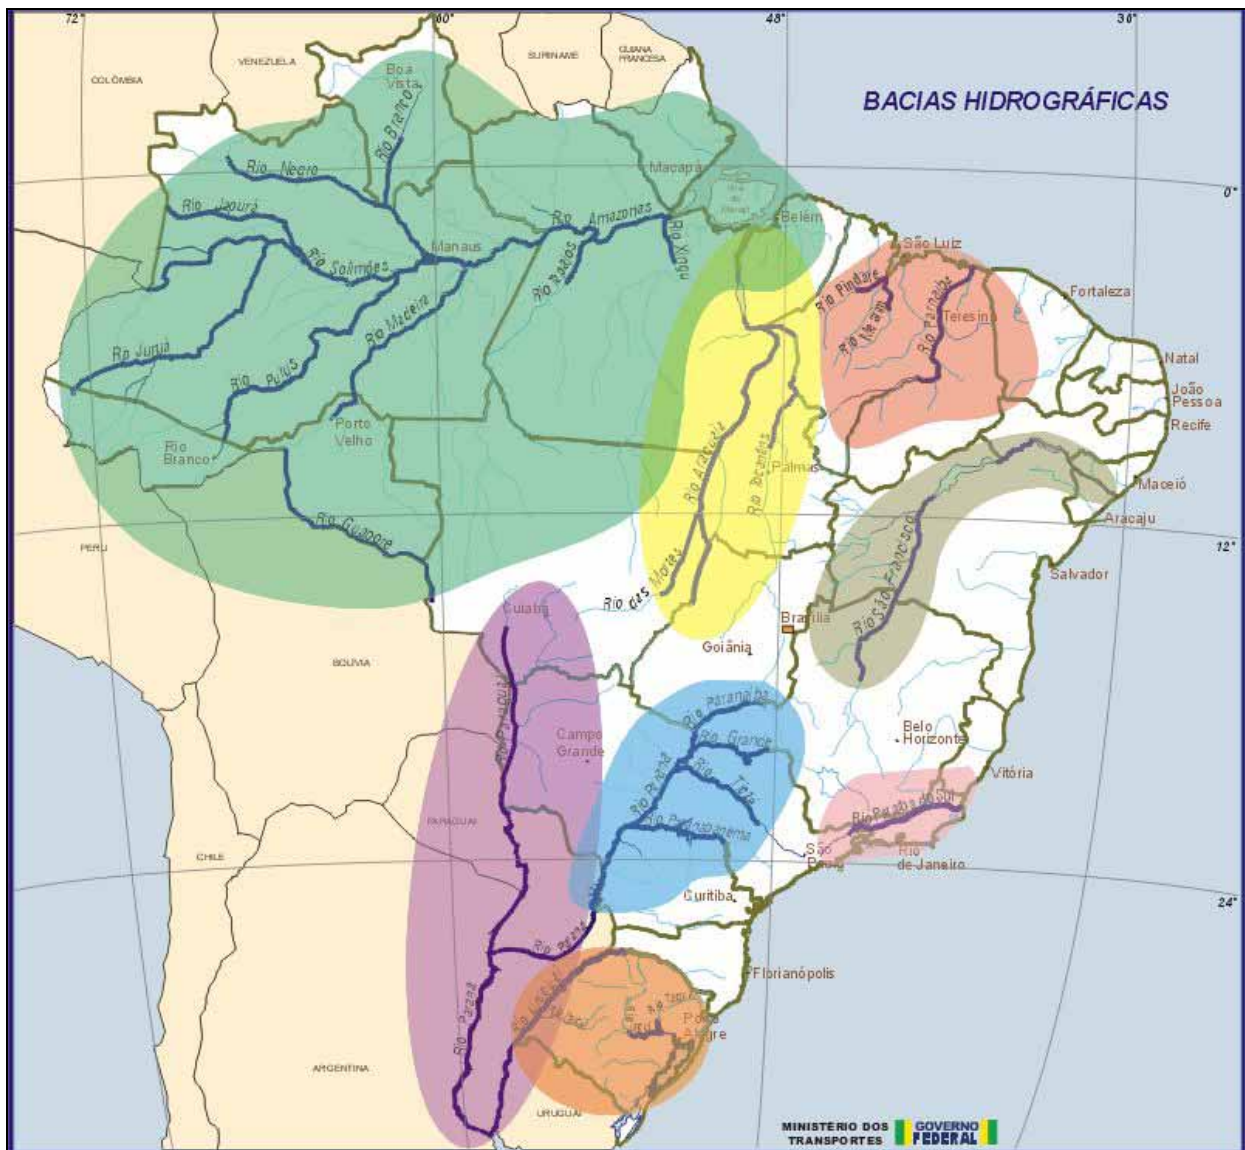 72°
60°
48°
36°
BACIAS HIDROGRÁFICAS
COLÔMBIA
VENEZUELA
SURINAME
GUIANA
FRANCESA
Boa
Vista
Rio Branco
Rio Negro
Macapá
0°
Rio Japurá
Rio Amazonas
Belém
Rio Solimões
Manaus
Rio Xingu
São Luiz
Rio Pindaré
Fortaleza
Rio Madeira
Rio Parnaíba
Teresina
Rio Juruá
Rio Purus
Natal
João
Pessoa
Recife
Porto
Velho
Rio
Branco
Rio Araguaia
Rio Tocantins
Palmas
Maceió
Aracaju
PERU
Rio Guaporé
Rio São Francisco
12°
Salvador
Rio das Mortes
Cuiabá
Brasília
Goiânia
BOLÍVIA
Rio Paraguai
Rio Paranaíba
Campo
Grande
Rio Grande
Belo
Horizonte
Vitória
Rio Paraná
Rio Tietê
Rio Paraíba do Sul
PARAGUAI
Rio Paranapanema
CHILE
São
Paulo
Rio
de Janeiro
Curitiba
24°
Rio Paraná
Florianópolis
Rio Paraná
Porto
Alegre
ARGENTINA
URUGUAI
MINISTÉRIO DOS
TRANSPORTES
GOVERNO
FEDERAL